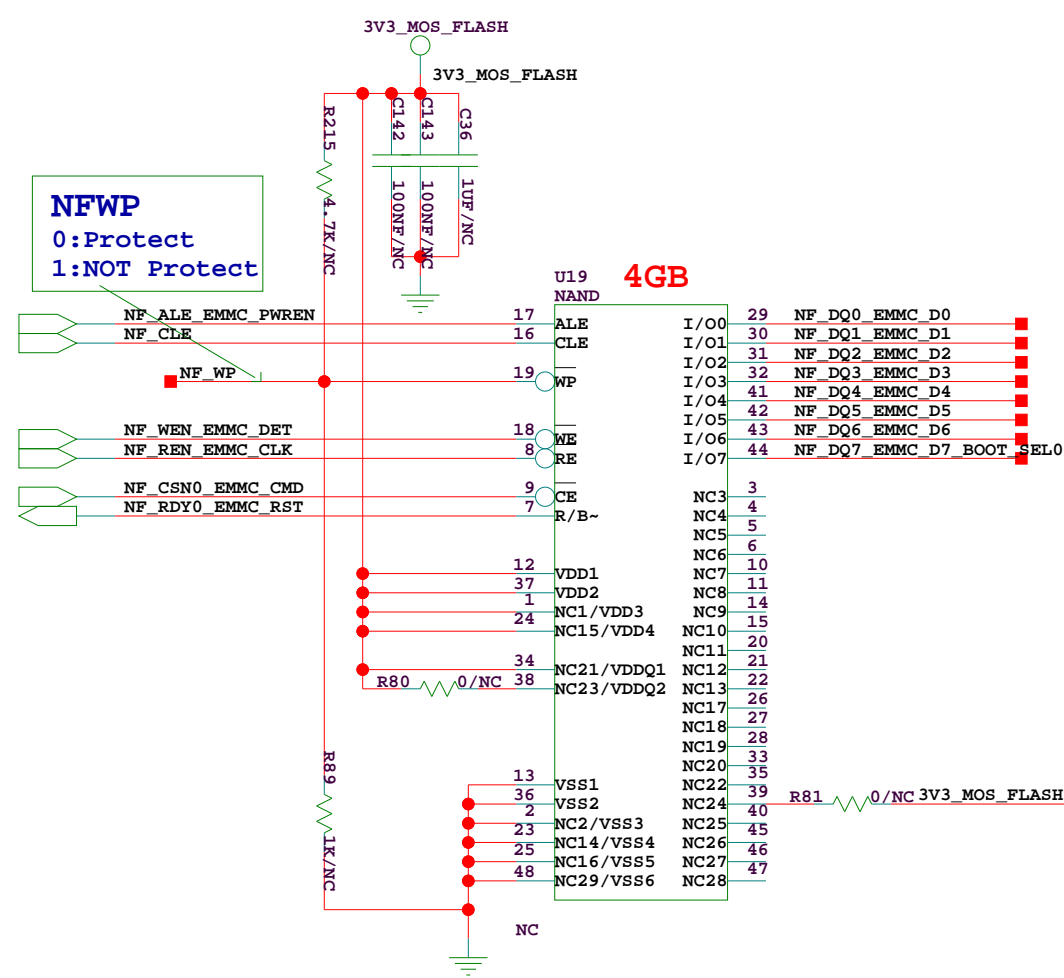 3V3_MOS_FLASH
3V3_MOS_FLASH
R215
4.7K/NC
C142
100NF/NC
C143
100NF/NC
C36
1UF/NC
NFWP
0:Protect
1:NOT Protect
U19
NAND
4GB
NF_ALE_EMMC_PWREN 17 ALE
NF_CLE 16 CLE
NF_WP 19 WP
NF_WEN_EMMC_DET 18 WE
NF_REN_EMMC_CLK 8 RE
NF_CSN0_EMMC_CMD 9 CE
NF_RDY0_EMMC_RST 7 R/B~
12 VDD1
37 VDD2
1 NC1/VDD3
24 NC15/VDD4
34 NC21/VDDQ1
R80 0/NC 38 NC23/VDDQ2
13 VSS1
36 VSS2
2 NC2/VSS3
23 NC14/VSS4
25 NC16/VSS5
48 NC29/VSS6
R89
1K/NC
NC
I/O0 29 NF_DQ0_EMMC_D0
I/O1 30 NF_DQ1_EMMC_D1
I/O2 31 NF_DQ2_EMMC_D2
I/O3 32 NF_DQ3_EMMC_D3
I/O4 41 NF_DQ4_EMMC_D4
I/O5 42 NF_DQ5_EMMC_D5
I/O6 43 NF_DQ6_EMMC_D6
I/O7 44 NF_DQ7_EMMC_D7_BOOT_SEL0
NC3 3
NC4 4
NC5 5
NC6 6
NC7 10
NC8 11
NC9 14
NC10 15
NC11 20
NC12 21
NC13 22
NC17 26
NC18 27
NC19 28
NC20 33
NC22 35
NC24 39 R81 0/NC 3V3_MOS_FLASH
NC25 40
NC26 45
NC27 46
NC28 47